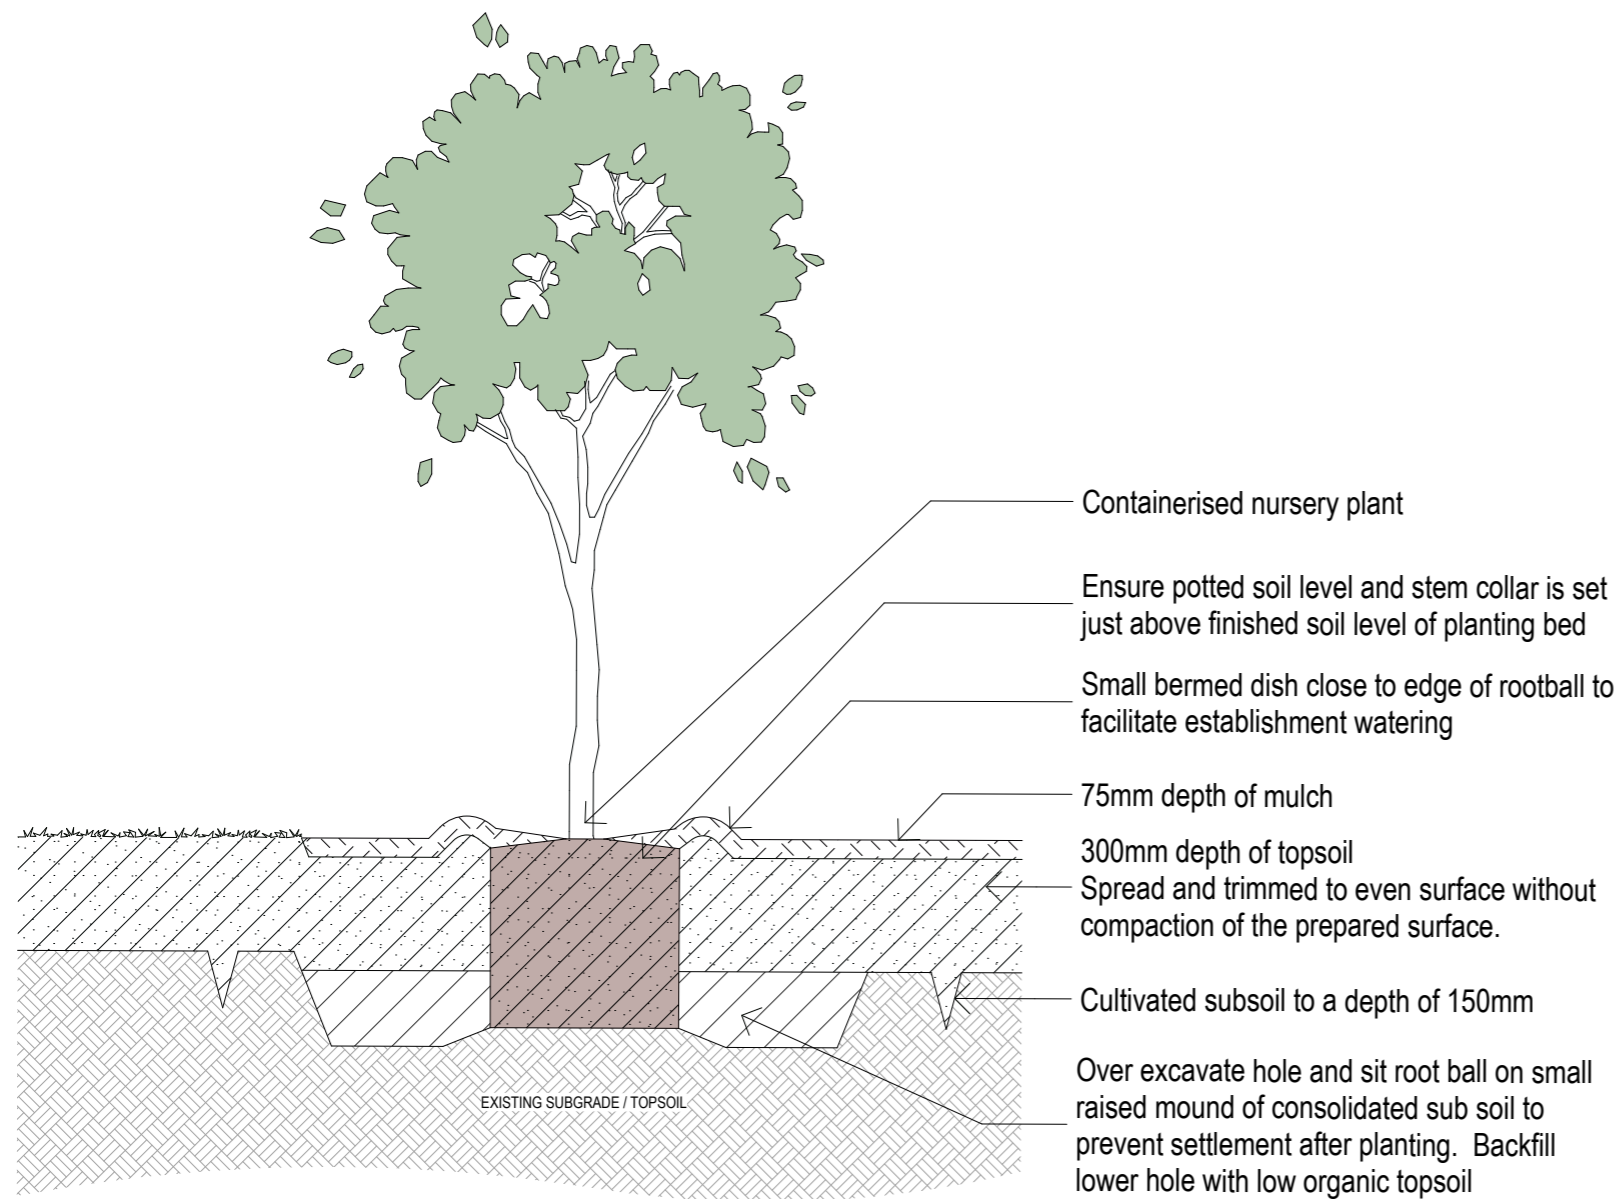 Containerised nursery plant
Ensure potted soil level and stem collar is set
just above finished soil level of planting bed
Small bermed dish close to edge of rootball to
facilitate establishment watering
75mm depth of mulch
300mm depth of topsoil
Spread and trimmed to even surface without
compaction of the prepared surface.
Cultivated subsoil to a depth of 150mm
Over excavate hole and sit root ball on small
raised mound of consolidated sub soil to
prevent settlement after planting.  Backfill
lower hole with low organic topsoil
EXISTING SUBGRADE / TOPSOIL